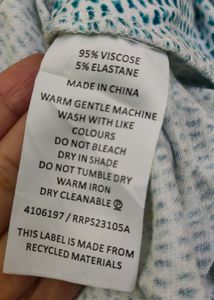 95% VISCOSE
5% ELASTANE
MADE IN CHINA
WARM GENTLE MACHINE
WASH WITH LIKE
COLOURS
DO NOT BLEACH
DRY IN SHADE
DO NOT TUMBLE DRY
WARM IRON
DRY CLEANABLE Ⓟ
4106197 / RRPS23105A
THIS LABEL IS MADE FROM
RECYCLED MATERIALS